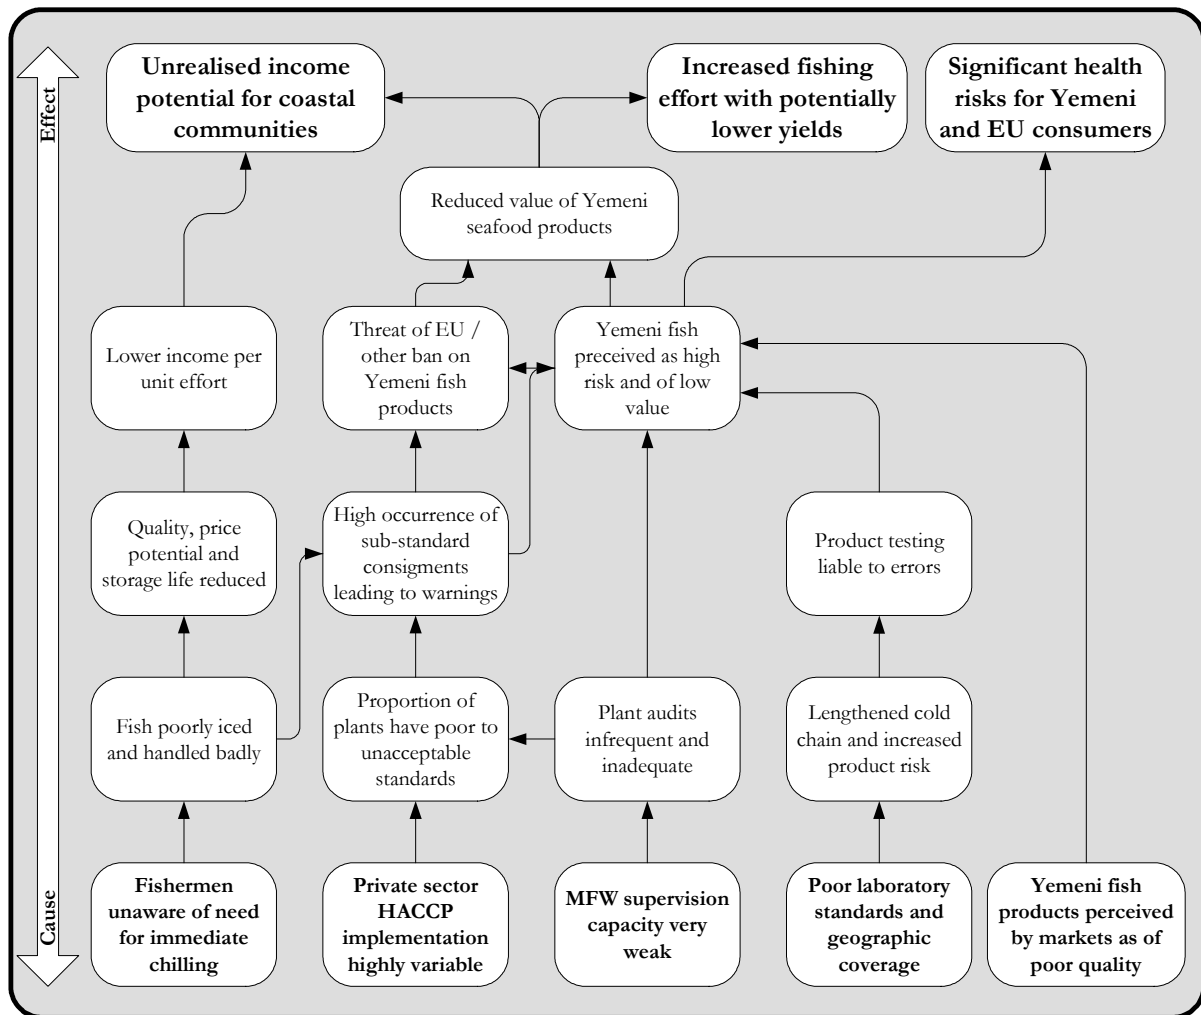 Effect
Unrealised income
potential for coastal
communities
Increased fishing
effort with potentially
lower yields
Significant health
risks for Yemeni
and EU consumers
Reduced value of Yemeni
seafood products
Lower income per
unit effort
Threat of EU /
other ban on
Yemeni fish
products
Yemeni fish
preceived as high
risk and of low
value
Quality, price
potential and
storage life reduced
High occurrence of
sub-standard
consigments
leading to warnings
Product testing
liable to errors
Fish poorly iced
and handled badly
Proportion of
plants have poor to
unacceptable
standards
Plant audits
infrequent and
inadequate
Lengthened cold
chain and increased
product risk
Cause
Fishermen
unaware of need
for immediate
chilling
Private sector
HACCP
implementation
highly variable
MFW supervision
capacity very
weak
Poor laboratory
standards and
geographic
coverage
Yemeni fish
products perceived
by markets as of
poor quality